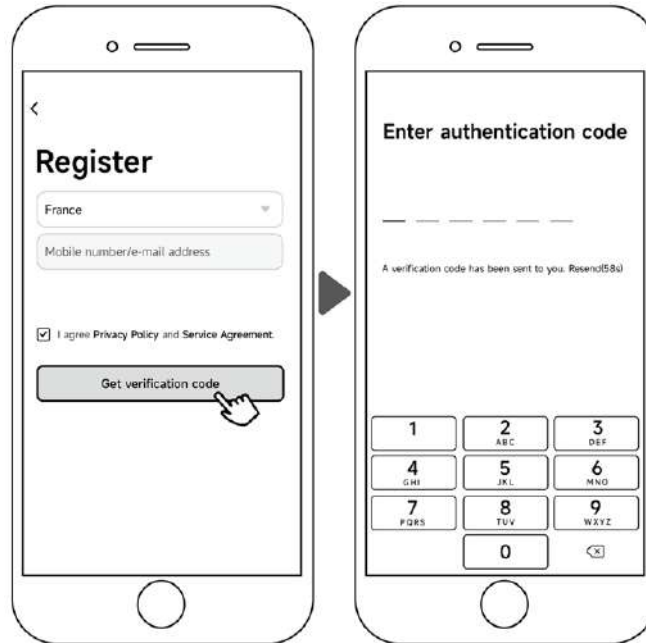 Register
France
Mobile number/e-mail address
I agree Privacy Policy and Service Agreement.
Get verification code
Enter authentication code
A verification code has been sent to you. Resend(58s)
1 2 3
ABC DEF
4 5 6
GHI JKL MNO
7 8 9
PQRS TUV WXYZ
0